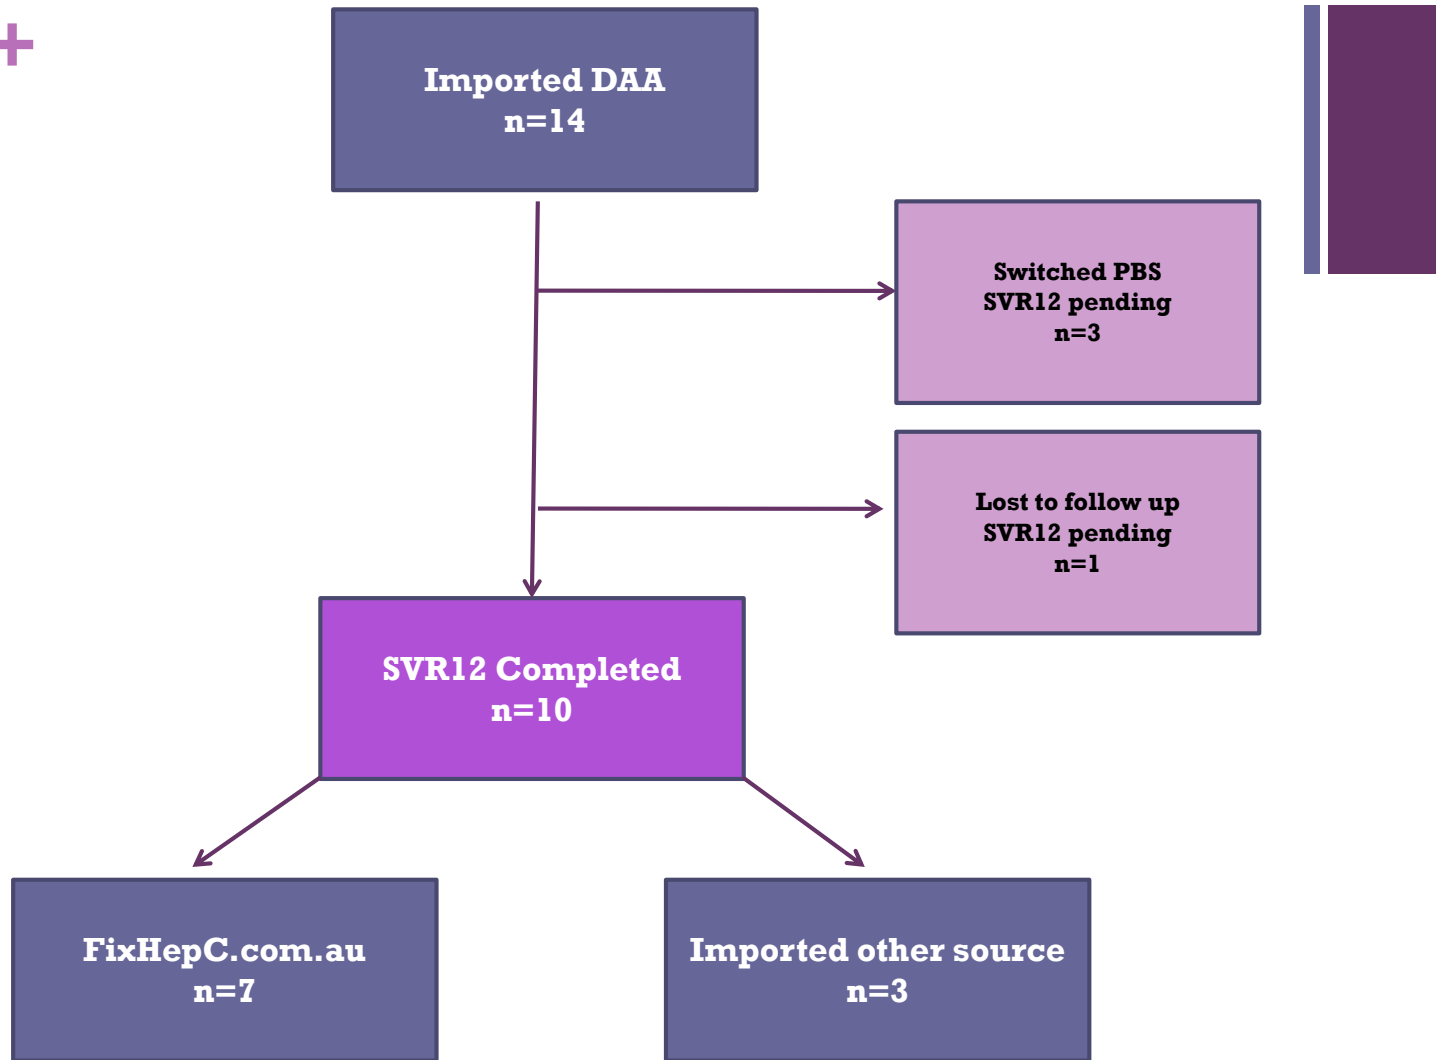 +
Imported DAA
n=14
Switched PBS
SVR12 pending
n=3
Lost to follow up
SVR12 pending
n=1
SVR12 Completed
n=10
FixHepC.com.au
n=7
Imported other source
n=3